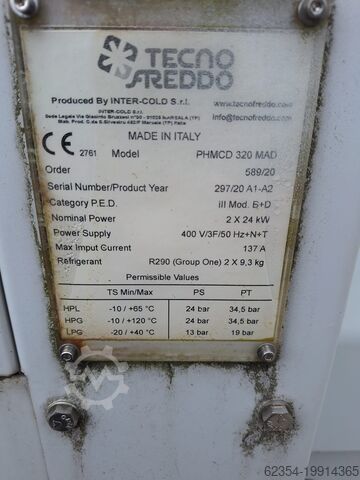 TECNO
FREDDO
Produced By INTER-COLD S.r.l.
www.tecnofreddo.com
INTER-COLD S.r.l.
info@tecnofreddo.com
MADE IN ITALY
CE 2761 Model PHMCD 320 MAD
Order 589/20
Serial Number/Product Year 297/20 A1-A2
Category P.E.D. III Mod. B+D
Nominal Power 2 X 24 kW
Power Supply 400 V/3F/50 Hz+N+T
Max Imput Current 137 A
Refrigerant R290 (Group One) 2 X 9,3 kg
Permissible Values
TS Min/Max PS PT
HPL -10 / +65 °C 24 bar 34,5 bar
HPG -10 / +120 °C 24 bar 34,5 bar
LPG -20 / +40 °C 13 bar 19 bar
62354-19914365